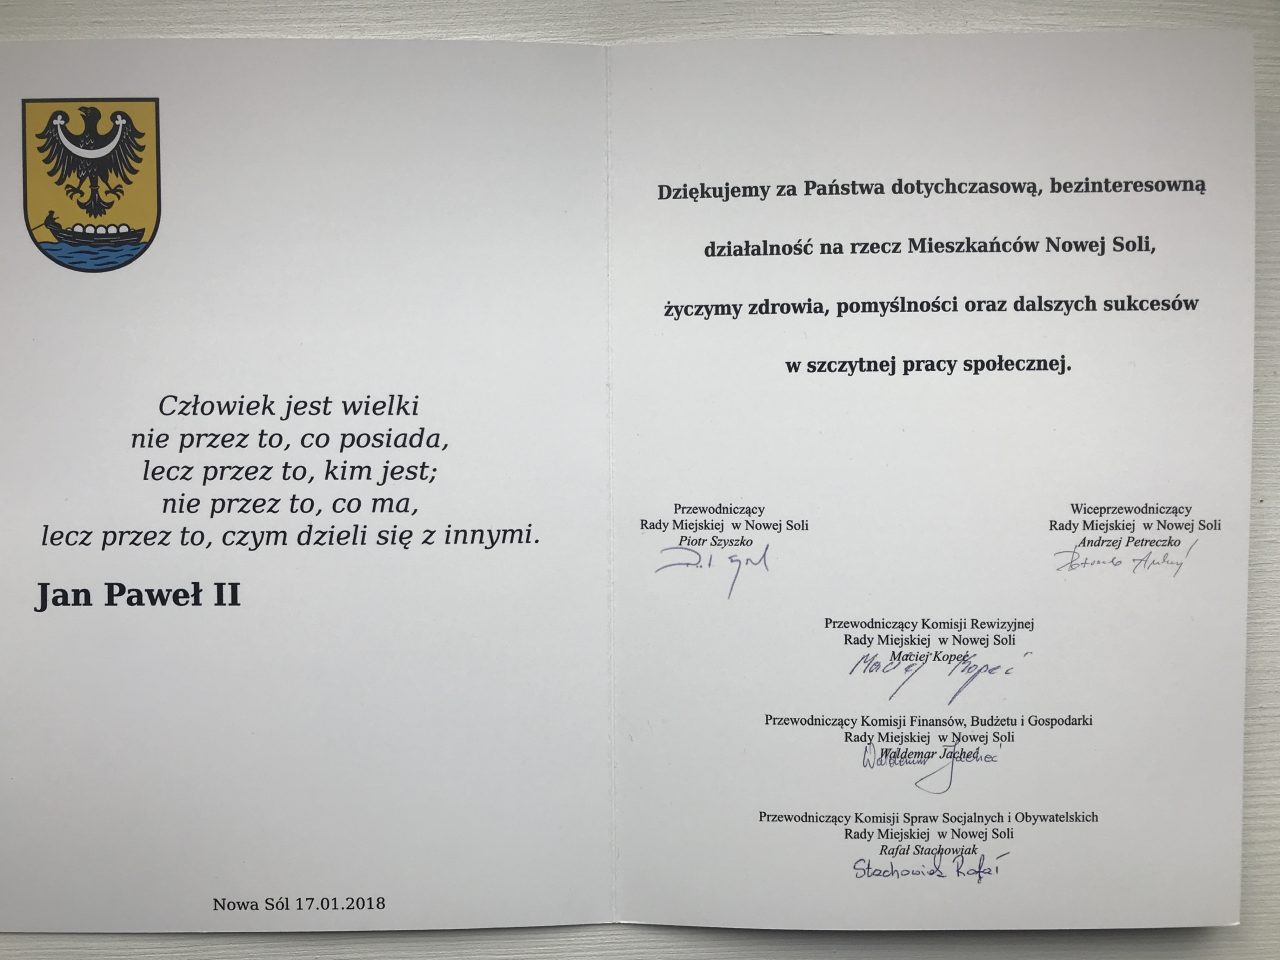 Człowiek jest wielki
nie przez to, co posiada,
lecz przez to, kim jest;
nie przez to, co ma,
lecz przez to, czym dzieli się z innymi.
Jan Paweł II
Nowa Sól 17.01.2018
Dziękujemy za Państwa dotychczasową, bezinteresowną
działalność na rzecz Mieszkańców Nowej Soli,
życzymy zdrowia, pomyślności oraz dalszych sukcesów
w szczytnej pracy społecznej.
Przewodniczący
Rady Miejskiej w Nowej Soli
Piotr Szyszko
Wiceprzewodniczący
Rady Miejskiej w Nowej Soli
Andrzej Petreczko
Przewodniczący Komisji Rewizyjnej
Rady Miejskiej w Nowej Soli
Maciej Kopeć
Maciej Kopeć
Przewodniczący Komisji Finansów, Budżetu i Gospodarki
Rady Miejskiej w Nowej Soli
Waldemar Jacheć
Waldemar Jacheć
Przewodniczący Komisji Spraw Socjalnych i Obywatelskich
Rady Miejskiej w Nowej Soli
Rafał Stachowiak
Stachowiak Rafał